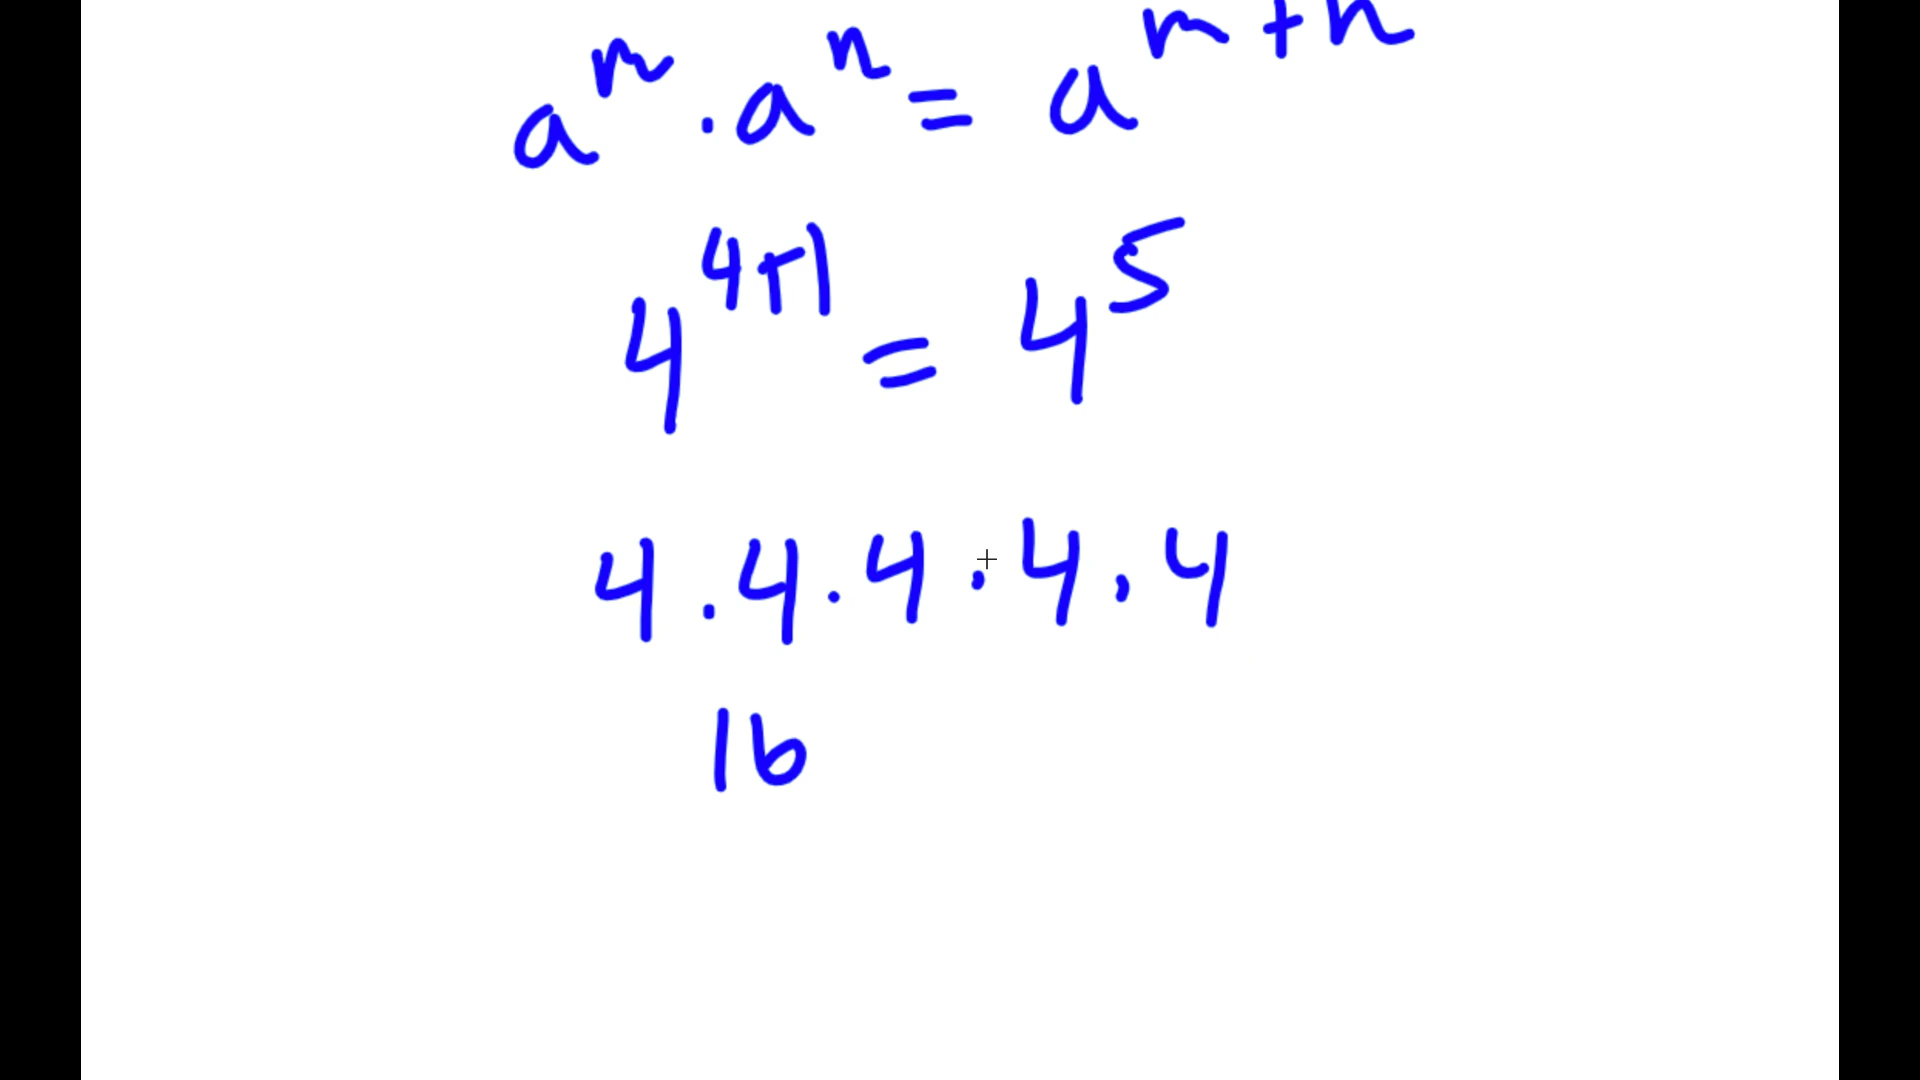 a^m · a^n = a^{m+n}
4^{4+1} = 4^5
4 · 4 · 4 · 4 · 4
16